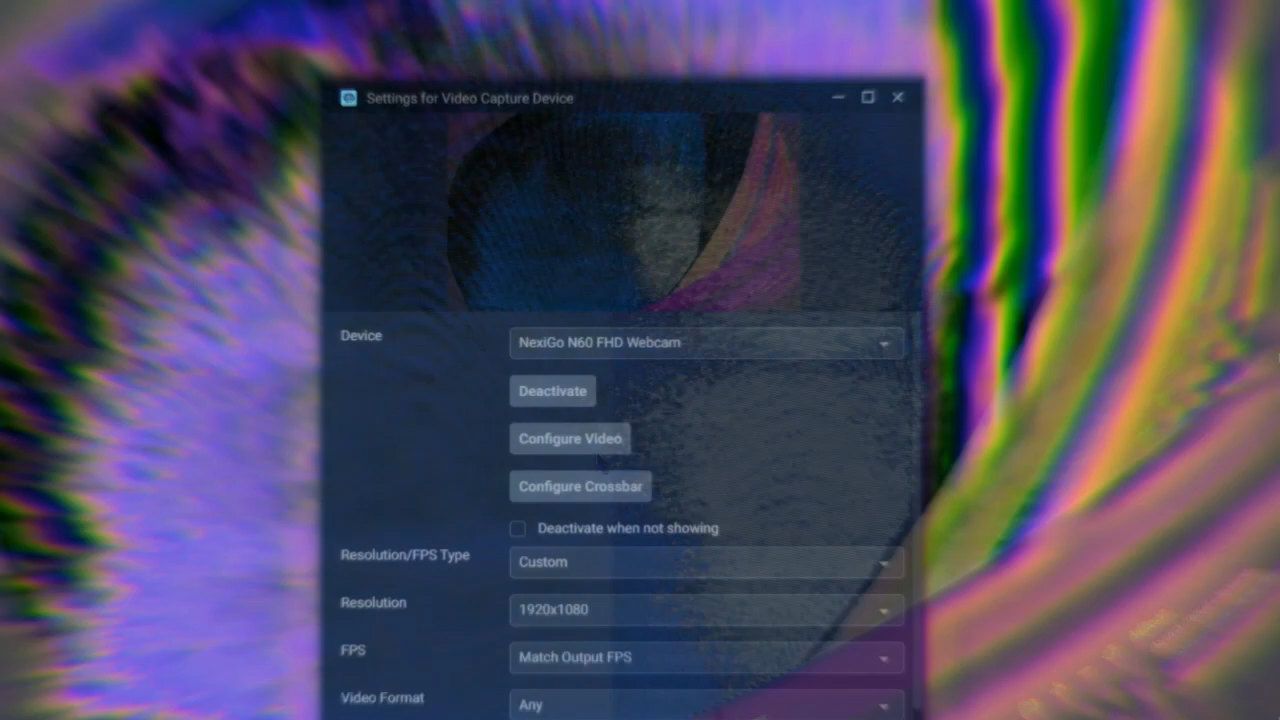 Settings for Video Capture Device
Device
NexiGo N60 FHD Webcam
Deactivate
Configure Video
Configure Crossbar
Deactivate when not showing
Resolution/FPS Type
Custom
Resolution
1920x1080
FPS
Match Output FPS
Video Format
Any